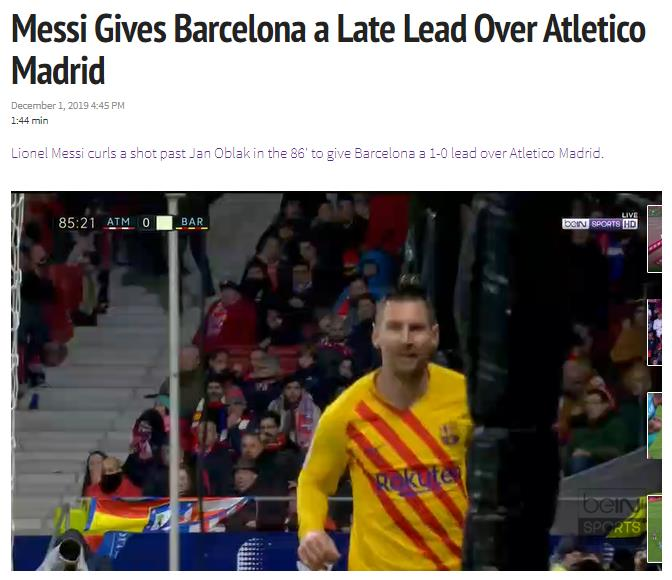 Messi Gives Barcelona a Late Lead Over Atletico
Madrid
December 1, 2019 4:45 PM
1:44 min
Lionel Messi curls a shot past Jan Oblak in the 86' to give Barcelona a 1-0 lead over Atletico Madrid.
85:21 ATM 0 BAR
LIVE
beIN SPORTS HD
Rakuten
beIN
SPORTS